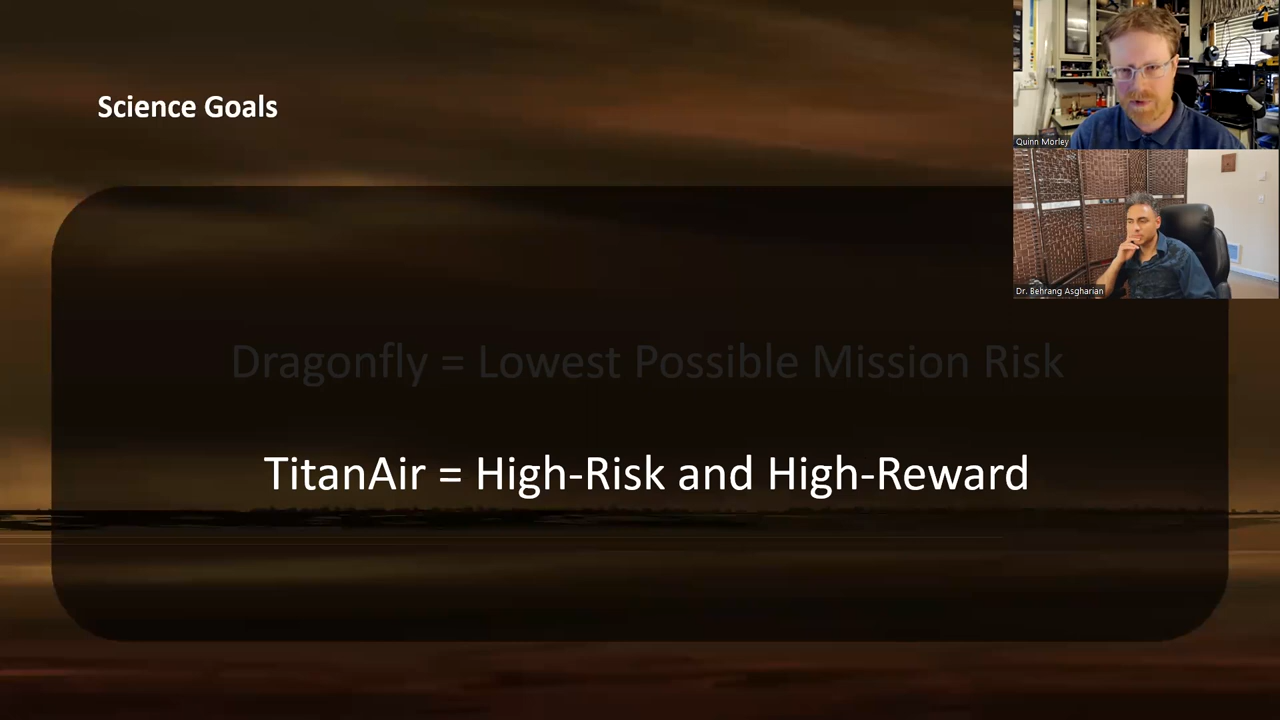 Science Goals
Quinn Morley
Dr. Behrang Asgharian
Dragonfly = Lowest Possible Mission Risk
TitanAir = High-Risk and High-Reward